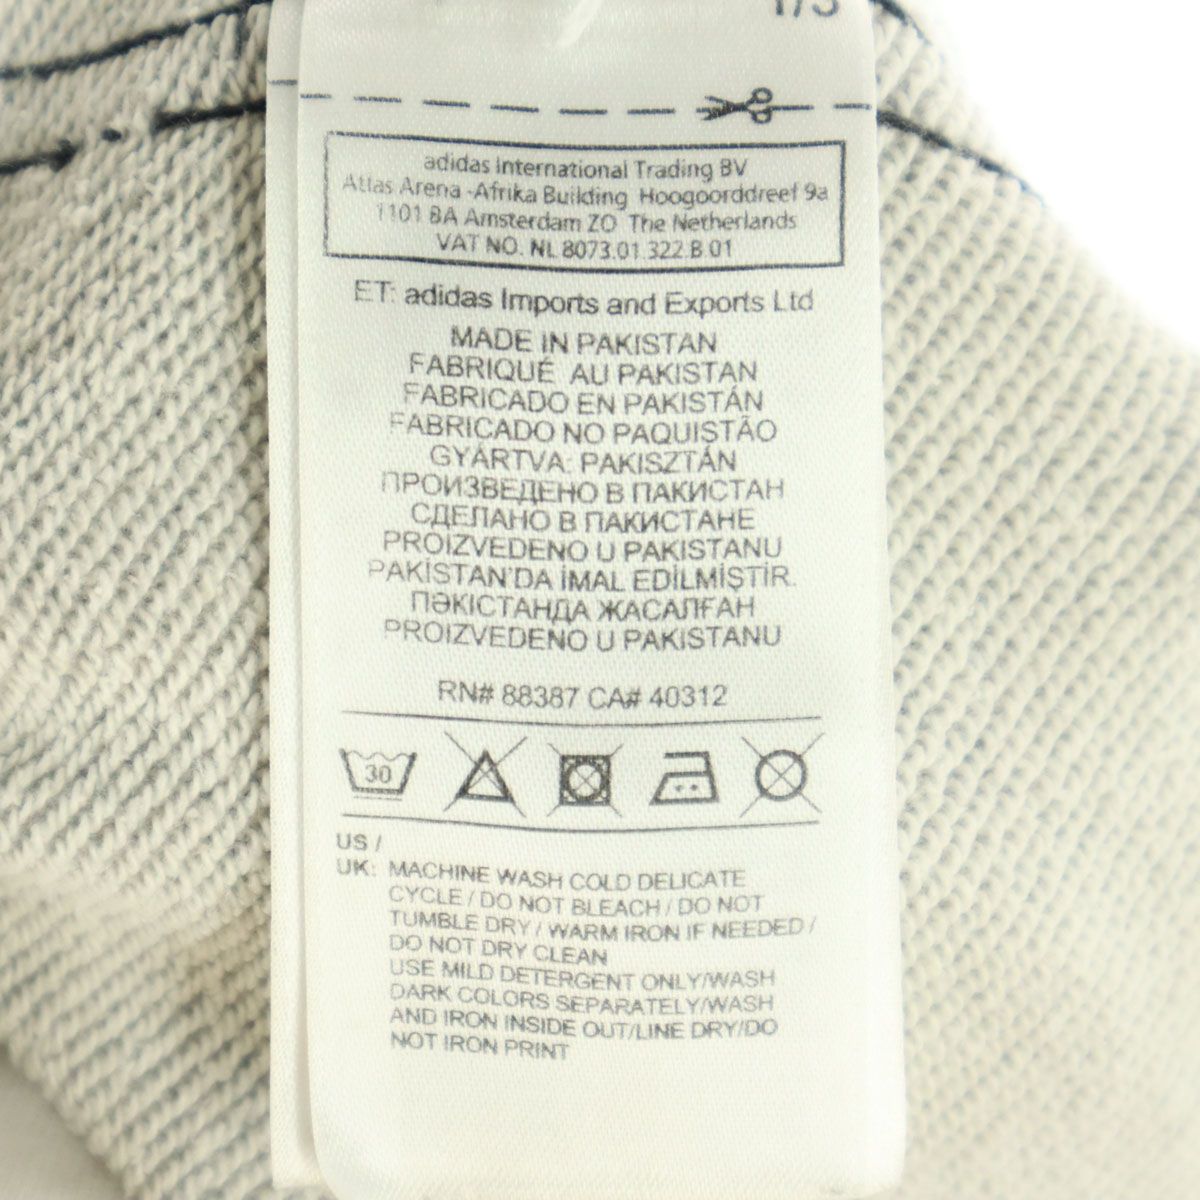 1/3
adidas International Trading BV
Atlas Arena -Afrika Building Hoogoorddreef 9a
1101 BA Amsterdam ZO The Netherlands
VAT NO. NL 8073.01.322.B.01
ET: adidas Imports and Exports Ltd
MADE IN PAKISTAN
FABRIQUÉ AU PAKISTAN
FABRICADO EN PAKISTÁN
FABRICADO NO PAQUISTÃO
GYÁRTVA: PAKISZTÁN
ПРОИЗВЕДЕНО В ПАКИСТАН
СДЕЛАНО В ПАКИСТАНЕ
PROIZVEDENO U PAKISTANU
PAKİSTAN'DA İMAL EDİLMİŞTİR.
ПӘКІСТАНДА ЖАСАЛҒАН
PROIZVEDENO U PAKISTANU
RN# 88387 CA# 40312
30
US /
UK: MACHINE WASH COLD DELICATE
CYCLE / DO NOT BLEACH / DO NOT
TUMBLE DRY / WARM IRON IF NEEDED /
DO NOT DRY CLEAN
USE MILD DETERGENT ONLY/WASH
DARK COLORS SEPARATELY/WASH
AND IRON INSIDE OUT/LINE DRY/DO
NOT IRON PRINT